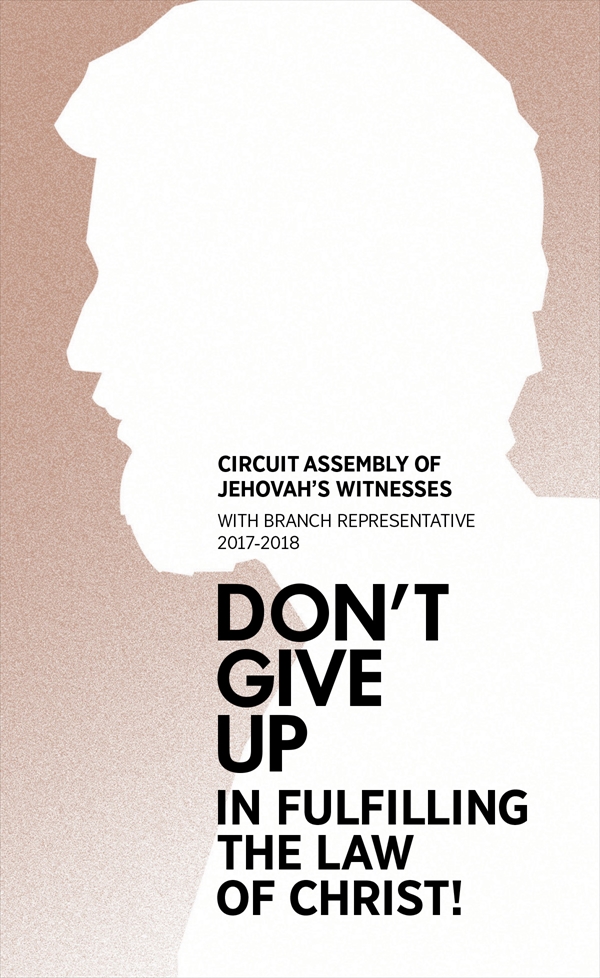 CIRCUIT ASSEMBLY OF
JEHOVAH’S WITNESSES
WITH BRANCH REPRESENTATIVE
2017-2018
DON’T
GIVE
UP
IN FULFILLING
THE LAW
OF CHRIST!